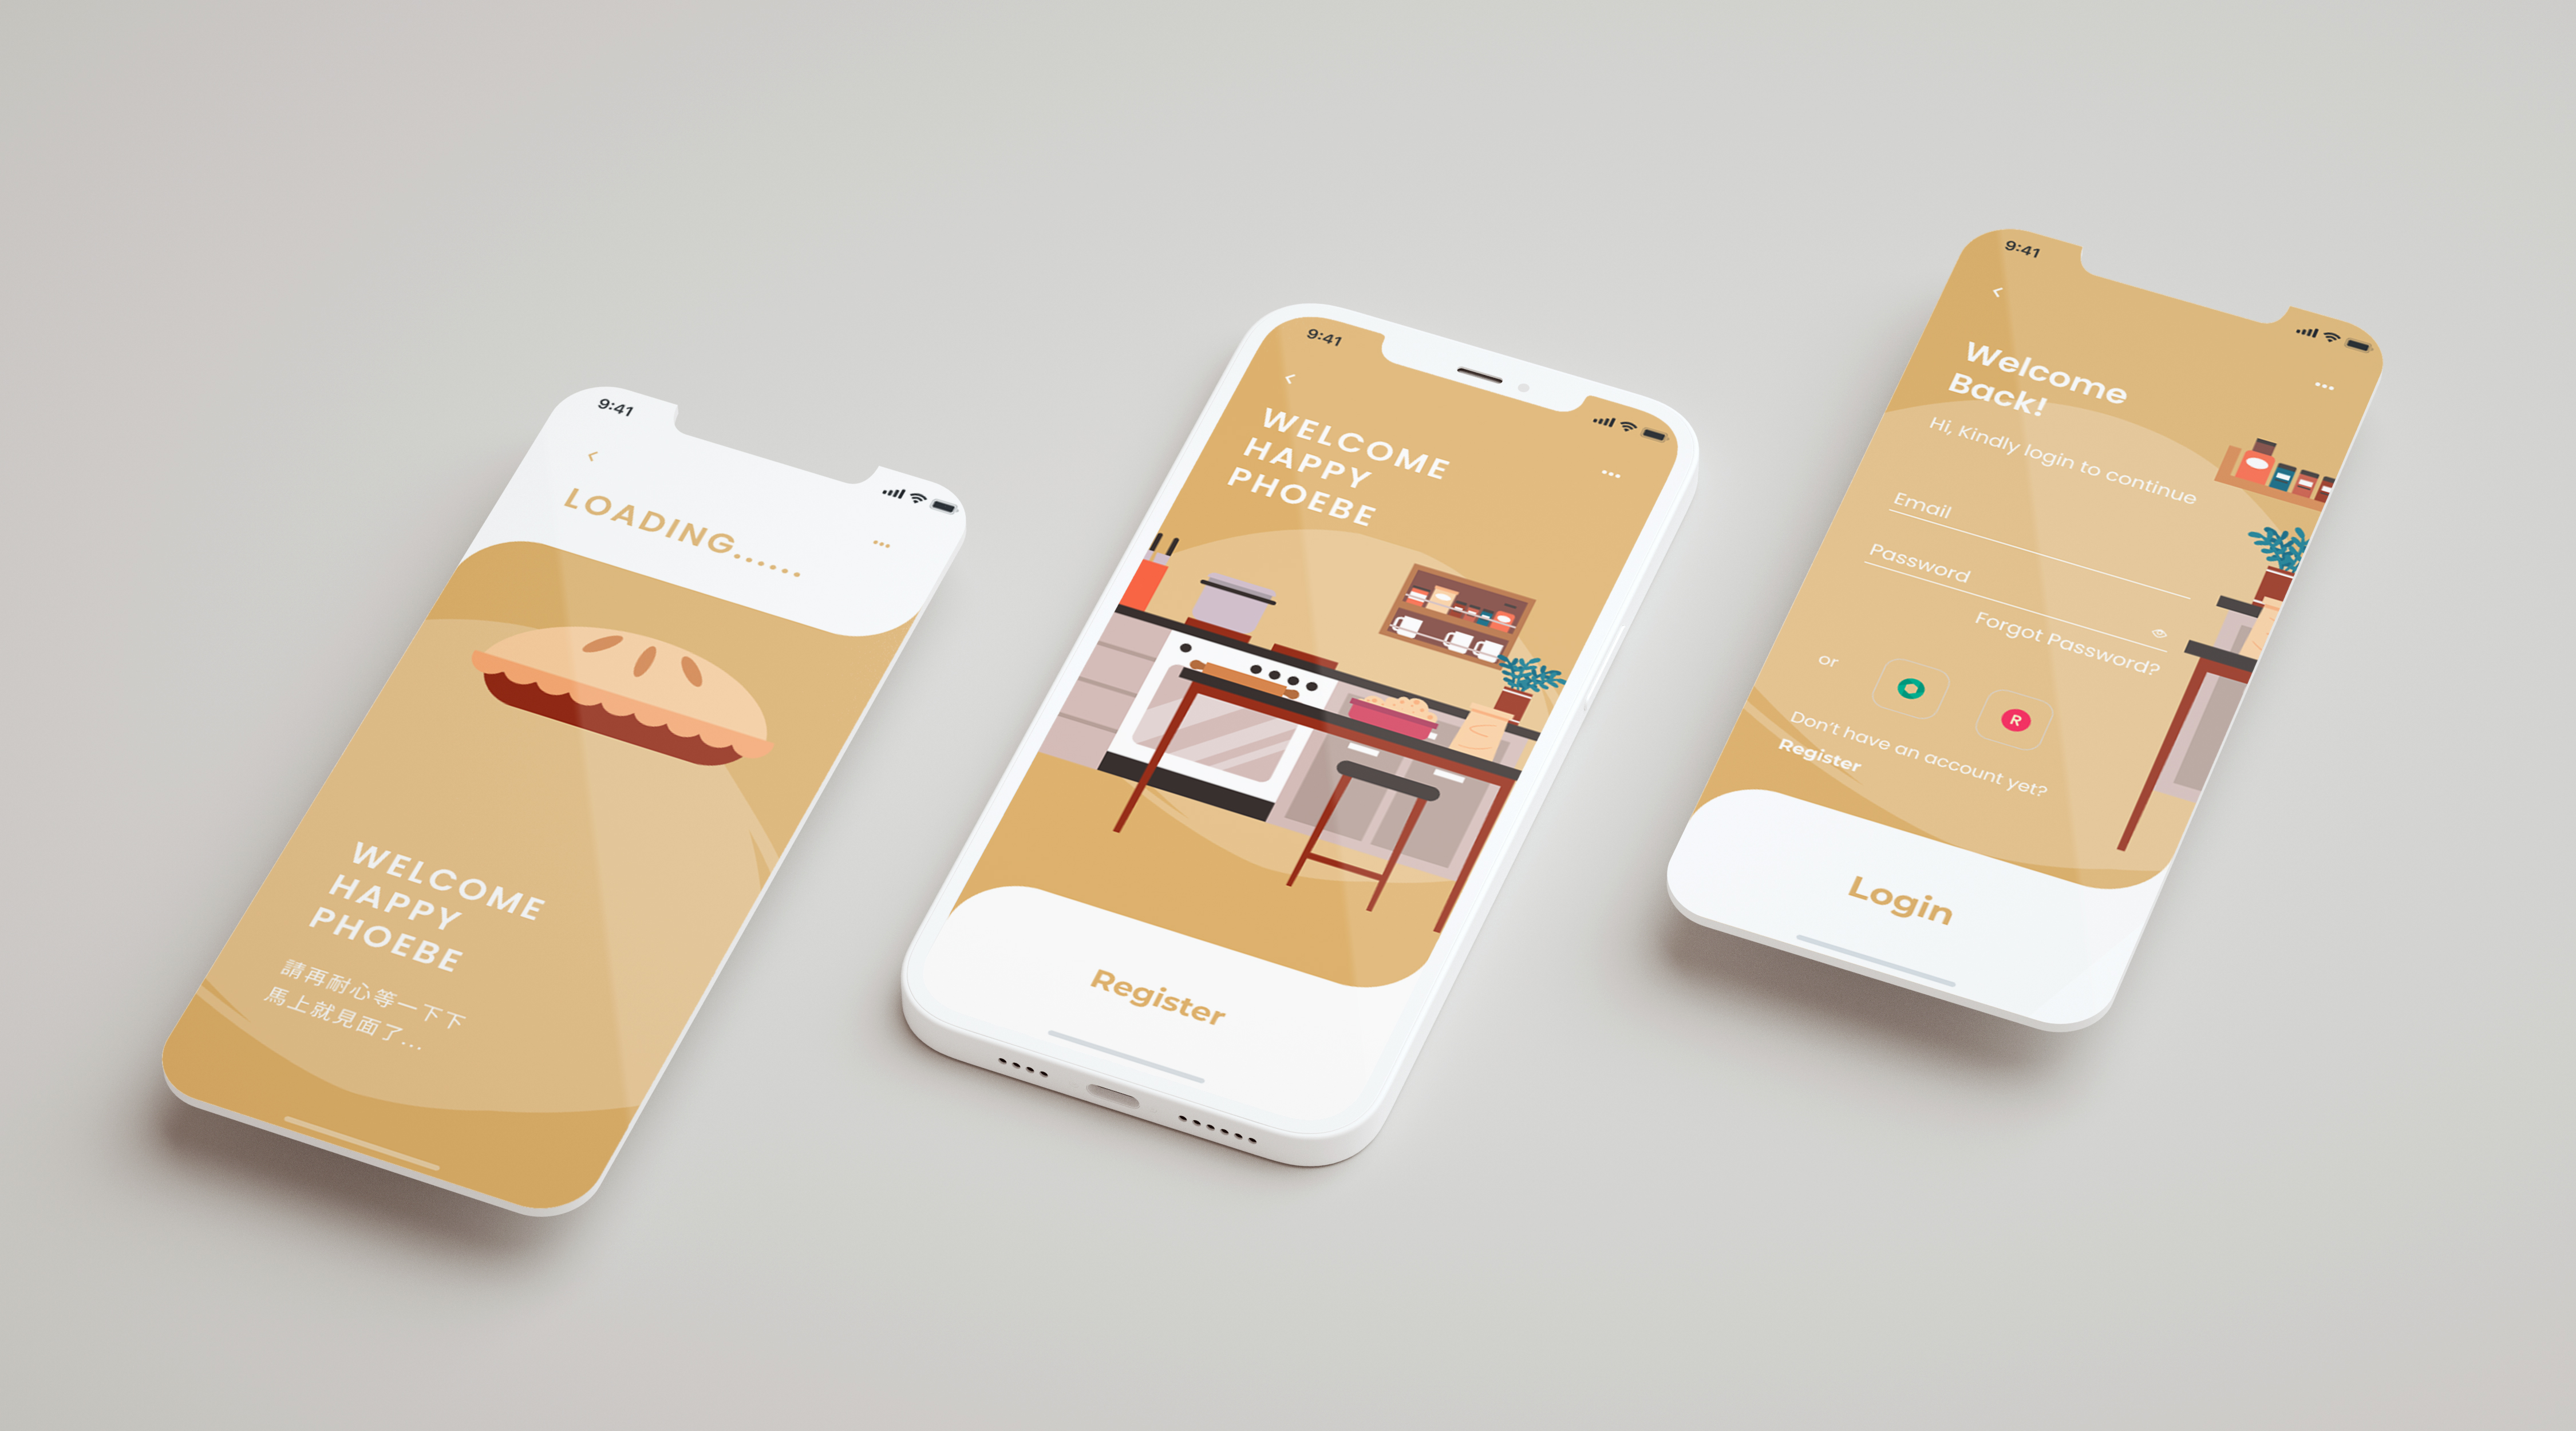 9:41
LOADING......
WELCOME
HAPPY
PHOEBE
請再耐心等一下下
馬上就見面了...
9:41
WELCOME
HAPPY
PHOEBE
Register
9:41
Welcome
Back!
Hi, Kindly login to continue
Email
Password
Forgot Password?
or
R
Don't have an account yet?
Register
Login